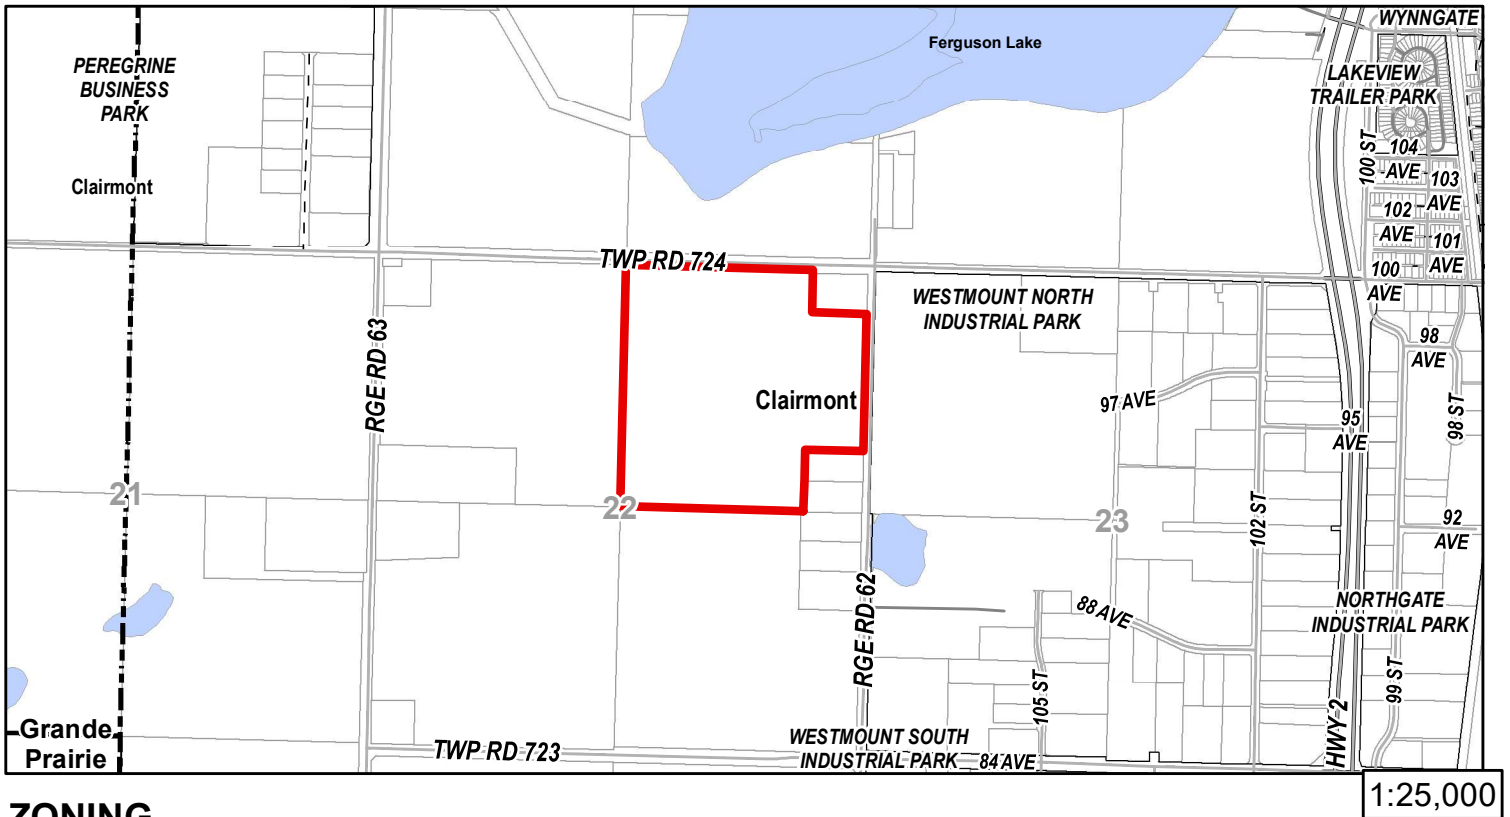 WYNNGATE
Ferguson Lake
PEREGRINE
BUSINESS
PARK
LAKEVIEW
TRAILER PARK
100 ST
104
AVE
103
AVE
Clairmont
102
AVE
101
AVE
TWP RD 724
100
AVE
WESTMOUNT NORTH
INDUSTRIAL PARK
RGE RD 63
98
AVE
Clairmont
97 AVE
95
AVE
98 ST
21
22
23
102 ST
92
AVE
RGE RD 62
88 AVE
NORTHGATE
INDUSTRIAL PARK
105 ST
99 ST
HWY 2
Grande
Prairie
TWP RD 723
WESTMOUNT SOUTH
INDUSTRIAL PARK
84 AVE
1:25,000
ZONING